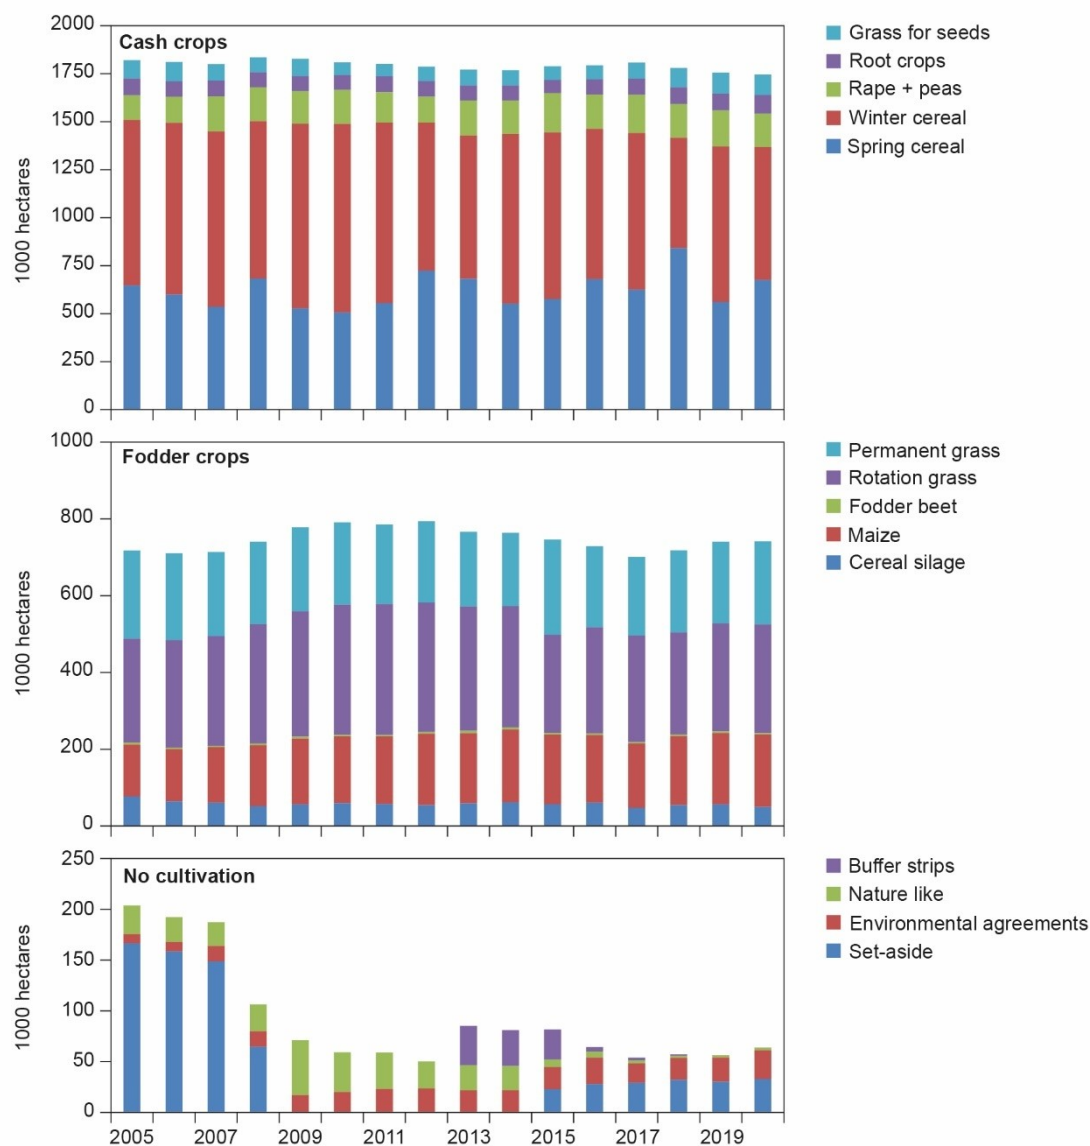 2000
1750
1500
1250
1000
750
500
250
0
1000 hectares
Cash crops
Grass for seeds
Root crops
Rape + peas
Winter cereal
Spring cereal
1000
800
600
400
200
0
1000 hectares
Fodder crops
Permanent grass
Rotation grass
Fodder beet
Maize
Cereal silage
250
200
150
100
50
0
1000 hectares
No cultivation
Buffer strips
Nature like
Environmental agreements
Set-aside
2005 2007 2009 2011 2013 2015 2017 2019